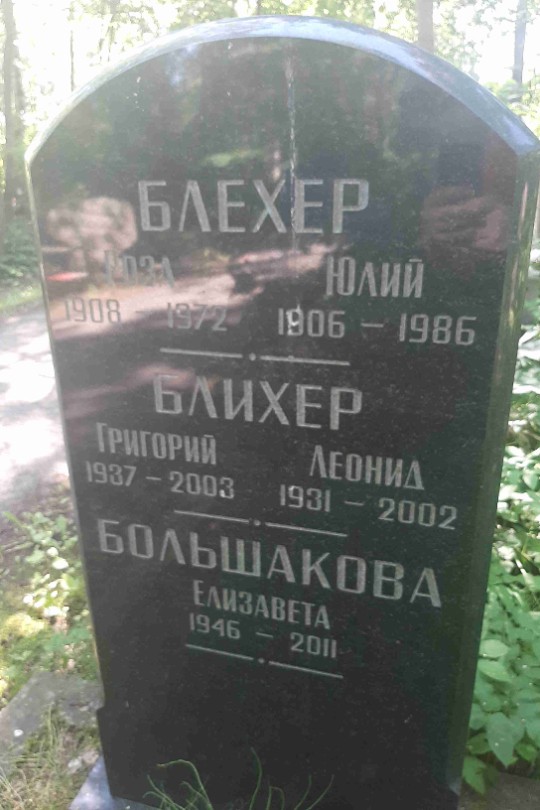 БЛЕХЕР
РОЗА ЮЛИЙ
1908 – 1972 1906 – 1986
БЛИХЕР
ГРИГОРИЙ ЛЕОНИД
1937 – 2003 1931 – 2002
БОЛЬШАКОВА
ЕЛИЗАВЕТА
1946 – 2011